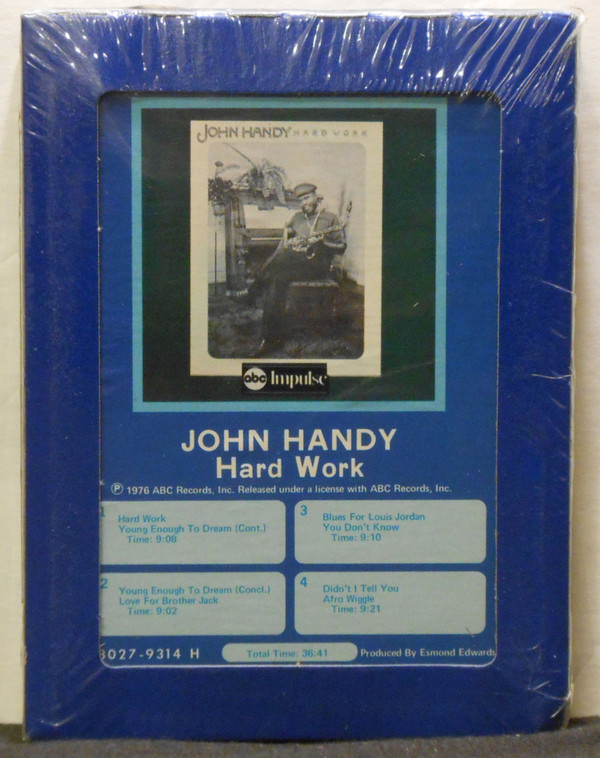 JOHN HANDY HARD WORK
abc Impulse
JOHN HANDY
Hard Work
Ⓟ 1976 ABC Records, Inc. Released under a license with ABC Records, Inc.
1
Hard Work
Young Enough To Dream (Cont.)
Time: 9:08
2
Young Enough To Dream (Concl.)
Love For Brother Jack
Time: 9:02
3
Blues For Louis Jordan
You Don't Know
Time: 9:10
4
Didn't I Tell You
Afro Wiggle
Time: 9:21
8027-9314 H
Total Time: 36:41
Produced By Esmond Edwards